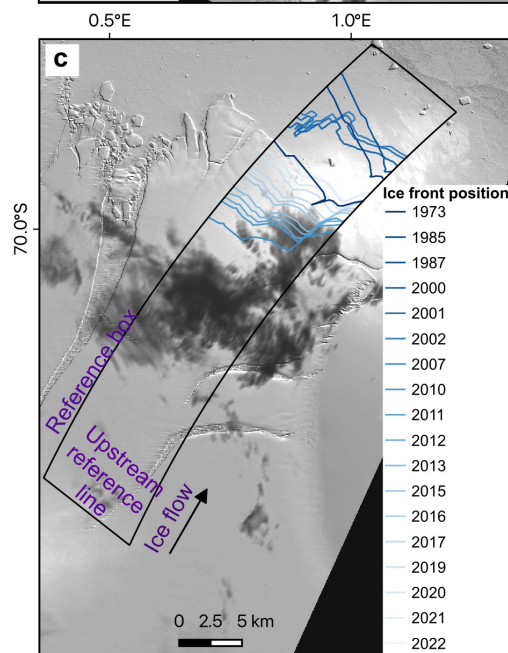 0.5°E
1.0°E
c
70.0°S
Ice front position
1973
1985
1987
2000
2001
2002
2007
2010
2011
2012
2013
2015
2016
2017
2019
2020
2021
2022
Reference box
Upstream
reference
line
Ice flow
0 2.5 5 km